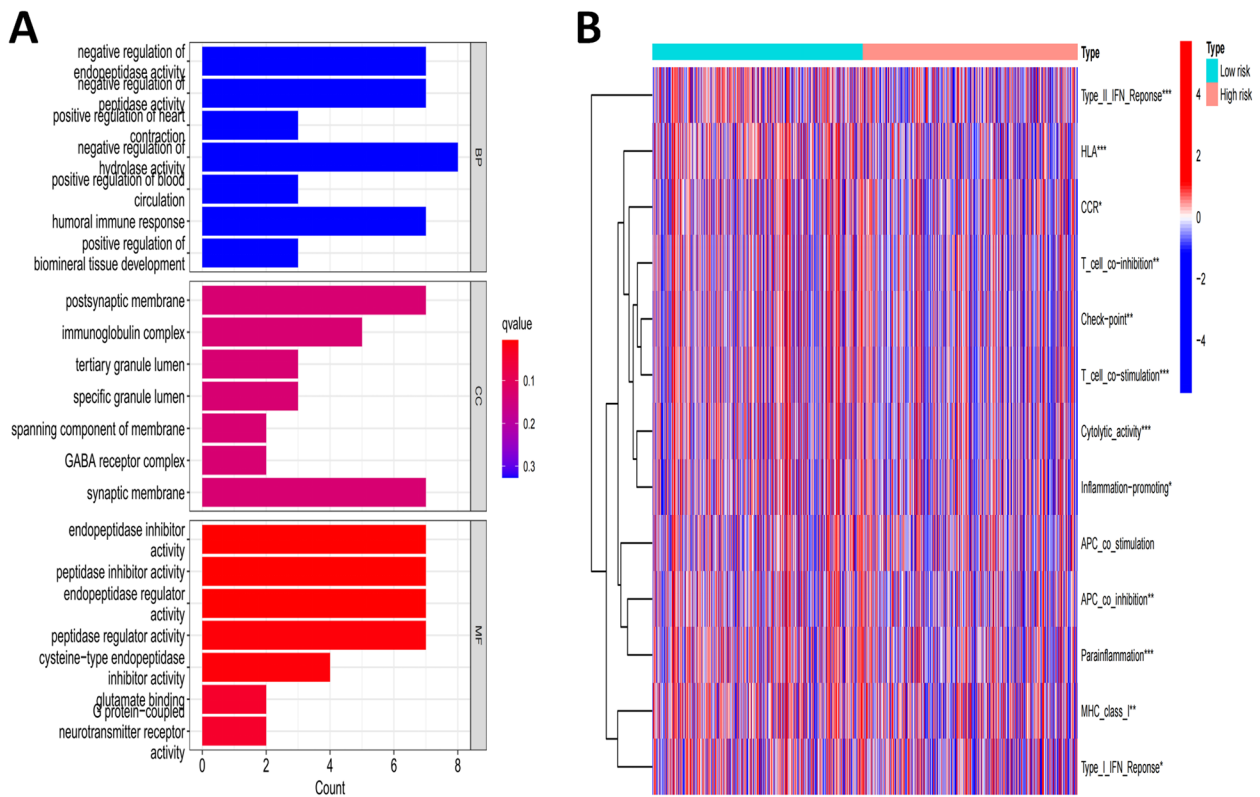 A
negative regulation of
endopeptidase activity
negative regulation of
peptidase activity
positive regulation of heart
contraction
negative regulation of
hydrolase activity
positive regulation of blood
circulation
humoral immune response
positive regulation of
biomineral tissue development
BP
postsynaptic membrane
immunoglobulin complex
tertiary granule lumen
specific granule lumen
spanning component of membrane
GABA receptor complex
synaptic membrane
CC
endopeptidase inhibitor
activity
peptidase inhibitor activity
endopeptidase regulator
activity
peptidase regulator activity
cysteine-type endopeptidase
inhibitor activity
glutamate binding
G protein-coupled
neurotransmitter receptor
activity
MF
0 2 4 6 8
Count
qvalue
0.1
0.2
0.3
B
Type
Type_II_IFN_Reponse***
HLA***
CCR*
T_cell_co-inhibition**
Check-point**
T_cell_co-stimulation***
Cytolytic_activity***
Inflammation-promoting*
APC_co_stimulation
APC_co_inhibition**
Parainflammation***
MHC_class_I**
Type_I_IFN_Reponse*
4
2
0
-2
-4
Type
Low risk
High risk